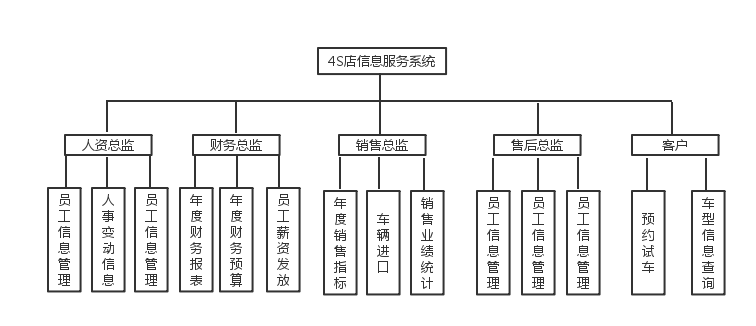 4S店信息服务系统
人资总监
财务总监
销售总监
售后总监
客户
员工信息管理
人事变动信息
员工信息管理
年度财务报表
年度财务预算
员工薪资发放
年度销售指标
车辆进口
销售业绩统计
员工信息管理
员工信息管理
员工信息管理
预约试车
车型信息查询